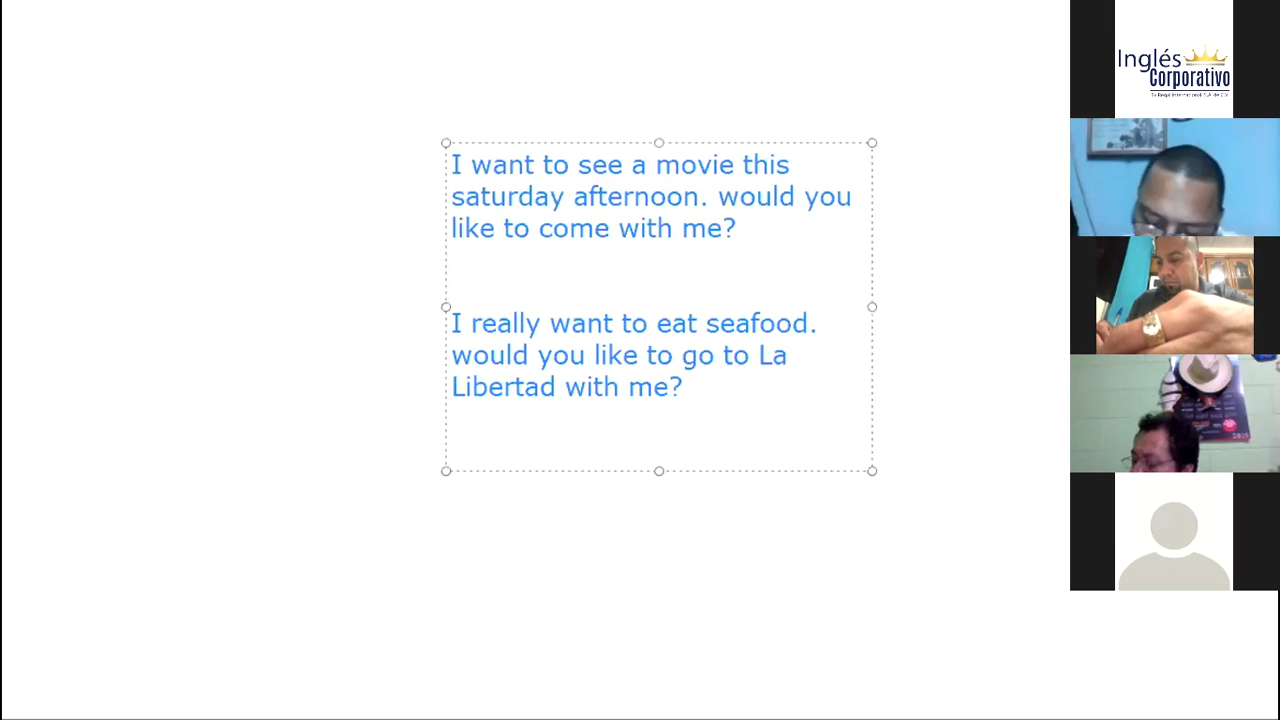 I want to see a movie this
saturday afternoon. would you
like to come with me?
I really want to eat seafood.
would you like to go to La
Libertad with me?
Inglés
Corporativo